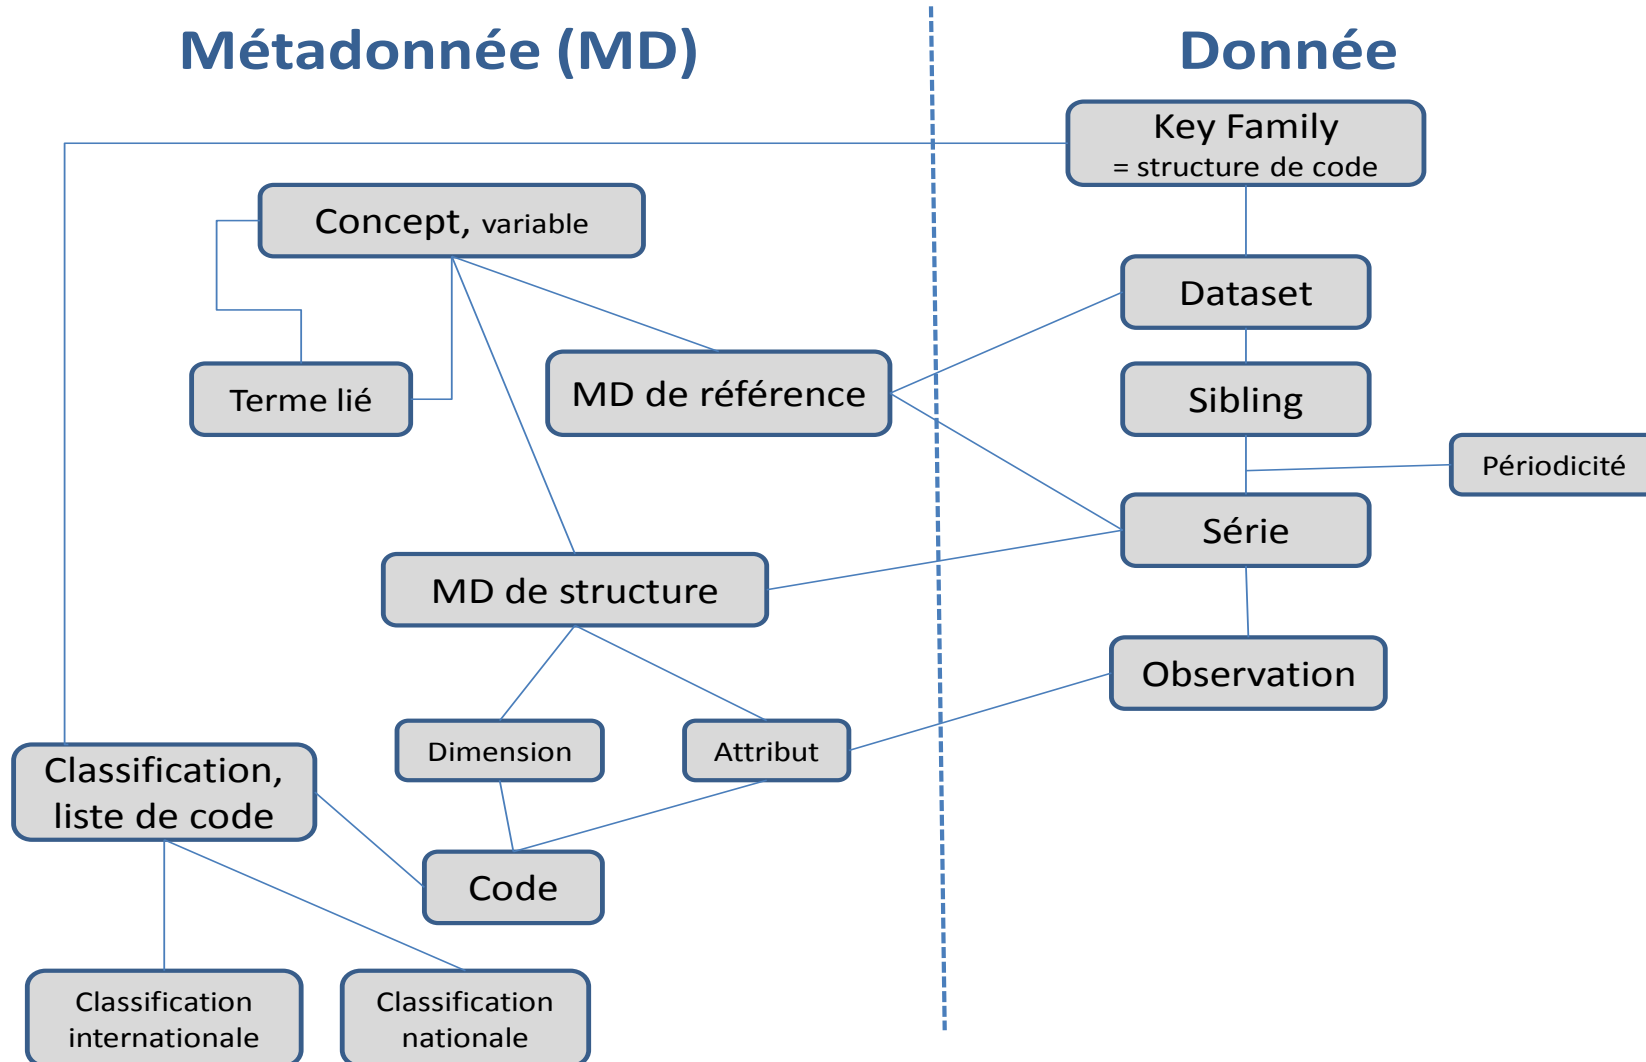 Métadonnée (MD)
Donnée
Key Family
= structure de code
Concept, variable
Dataset
Terme lié
MD de référence
Sibling
Périodicité
Série
MD de structure
Observation
Dimension
Attribut
Classification,
liste de code
Code
Classification
internationale
Classification
nationale